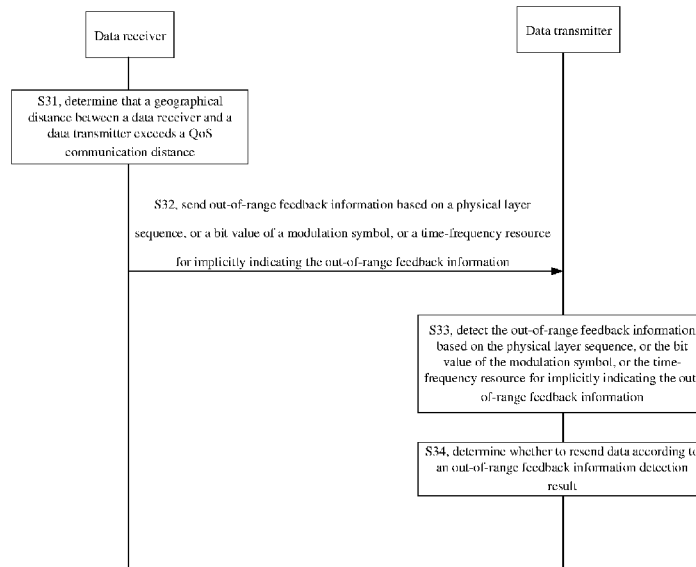 Data receiver
Data transmitter
S31, determine that a geographical
distance between a data receiver and a
data transmitter exceeds a QoS
communication distance
S32, send out-of-range feedback information based on a physical layer
sequence, or a bit value of a modulation symbol, or a time-frequency resource
for implicitly indicating the out-of-range feedback information
S33, detect the out-of-range feedback information
based on the physical layer sequence, or the bit
value of the modulation symbol, or the time-
frequency resource for implicitly indicating the out
of-range feedback information
S34, determine whether to resend data according to
an out-of-range feedback information detection
result